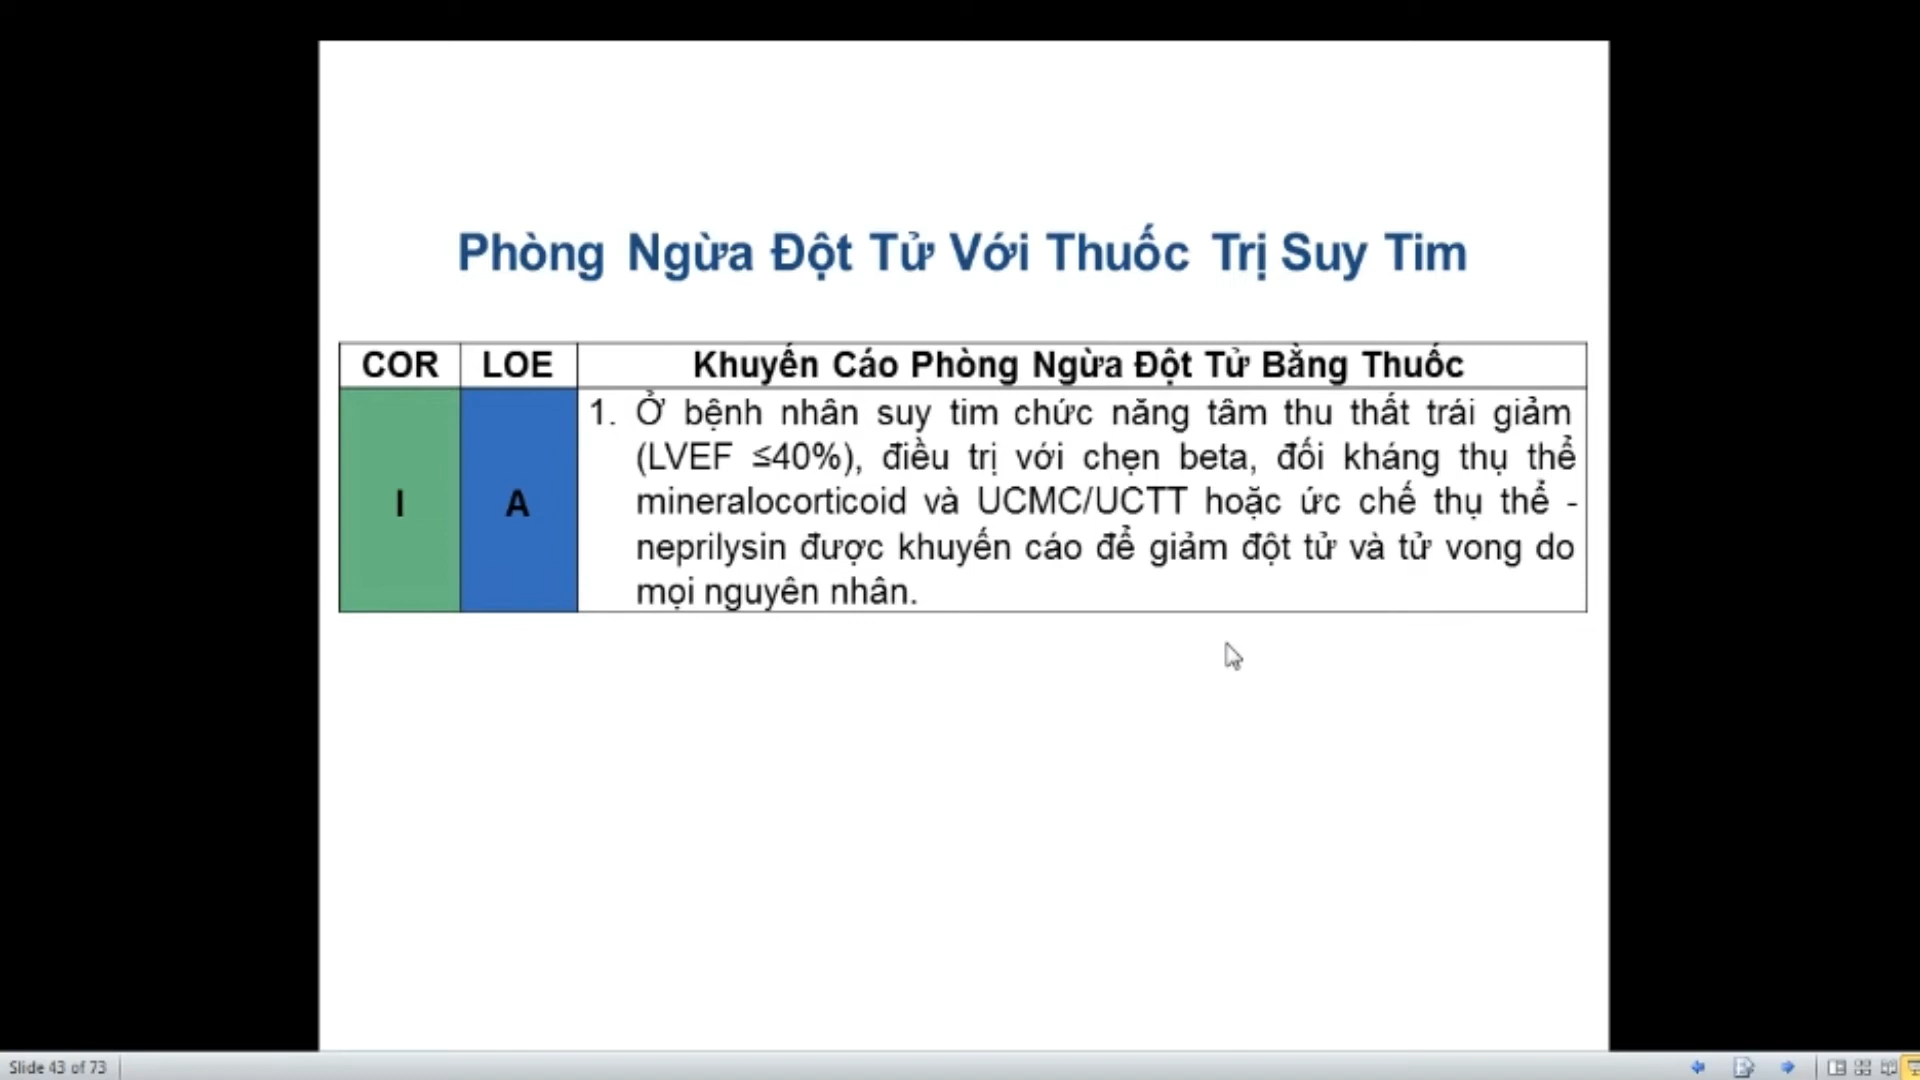 Phòng Ngừa Đột Tử Với Thuốc Trị Suy Tim
COR LOE Khuyến Cáo Phòng Ngừa Đột Tử Bằng Thuốc
I A
1. Ở bệnh nhân suy tim chức năng tâm thu thất trái giảm
(LVEF ≤40%), điều trị với chẹn beta, đối kháng thụ thể
mineralocorticoid và UCMC/UCTT hoặc ức chế thụ thể -
neprilysin được khuyến cáo để giảm đột tử và tử vong do
mọi nguyên nhân.
Slide 43 of 73